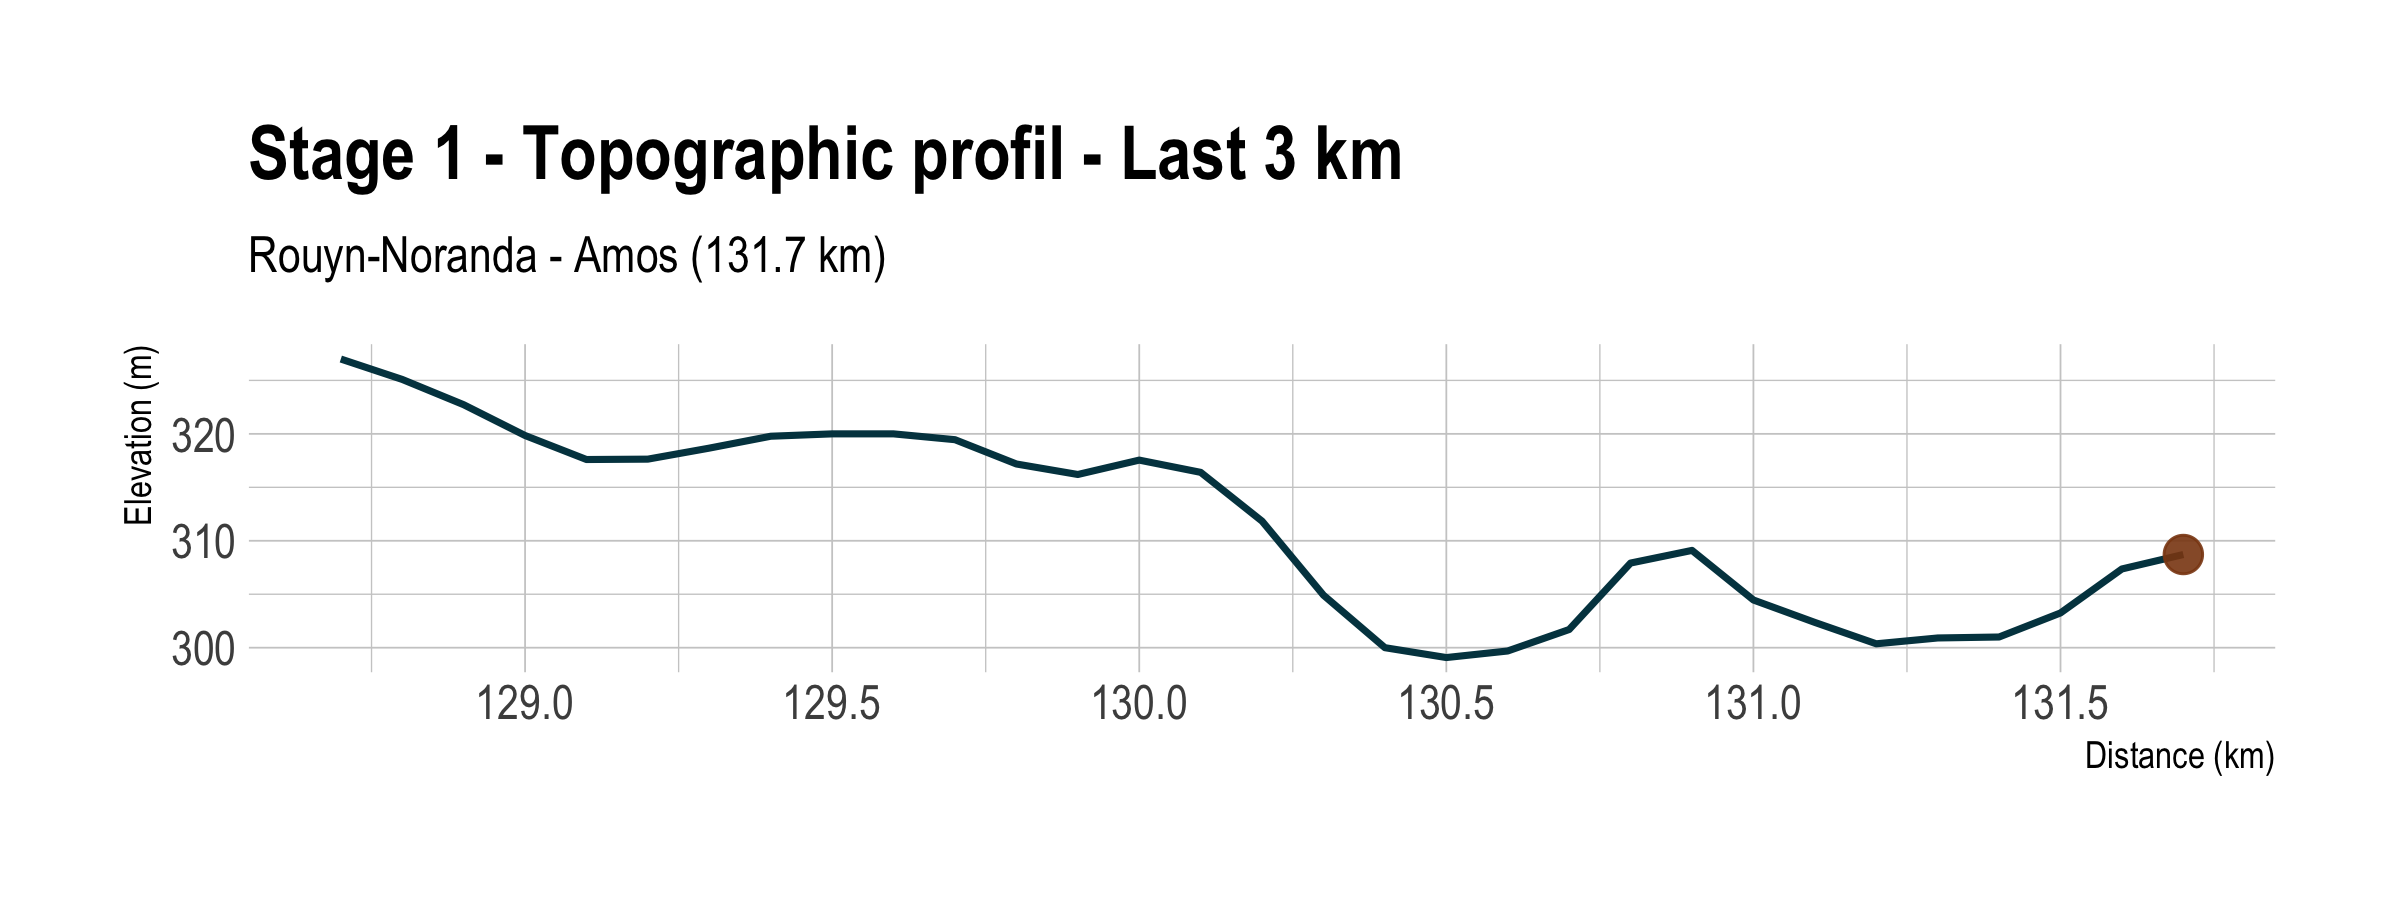 Stage 1 - Topographic profil - Last 3 km
Rouyn-Noranda - Amos (131.7 km)
Elevation (m)
320
310
300
129.0 129.5 130.0 130.5 131.0 131.5
Distance (km)